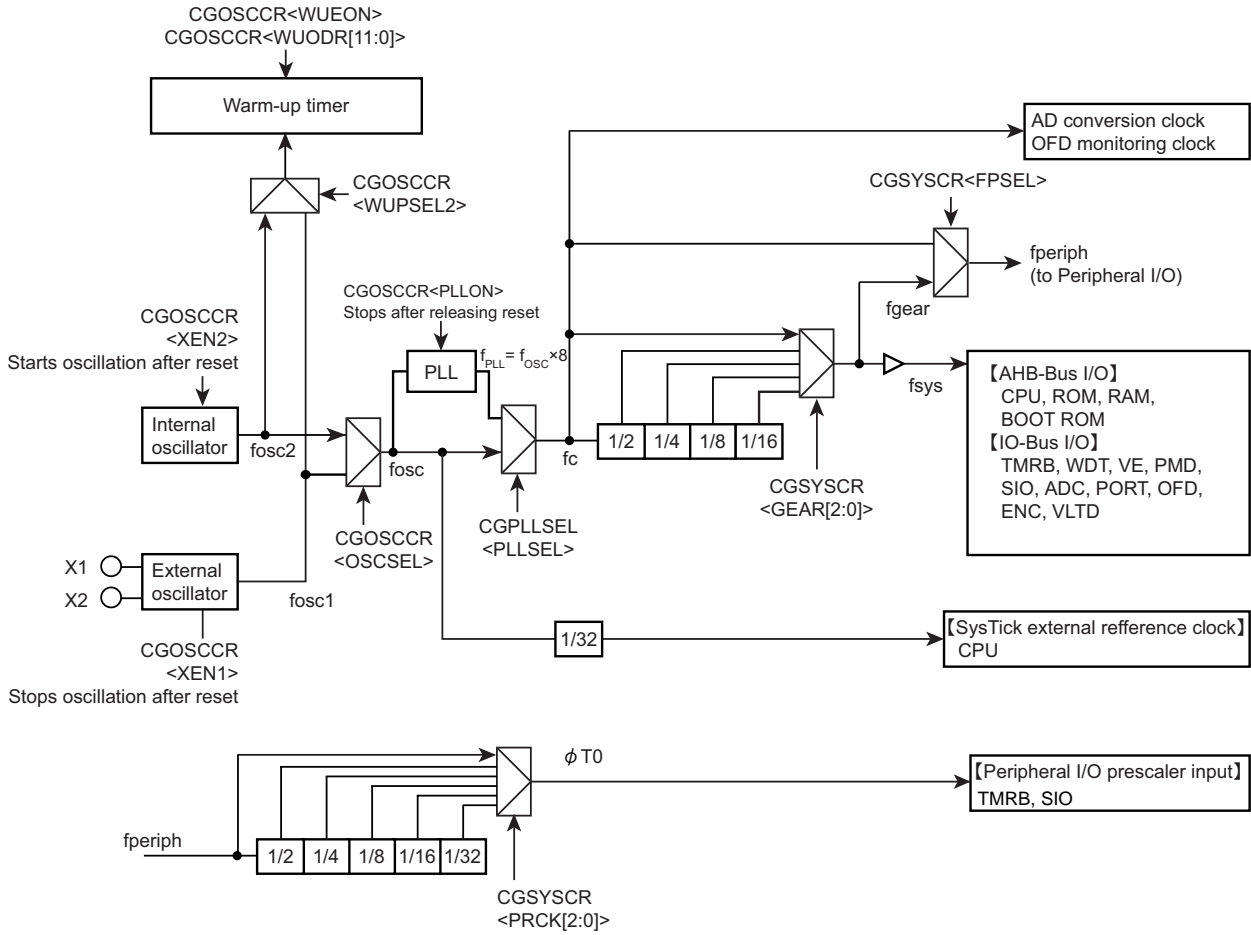 CGOSCCR<WUEON>
CGOSCCR<WUODR[11:0]>
Warm-up timer
CGOSCCR
<WUPSEL2>
AD conversion clock
OFD monitoring clock
CGSYSCR<FPSEL>
fperiph
(to Peripheral I/O)
fgear
CGOSCCR
<XEN2>
Starts oscillation after reset
CGOSCCR<PLLON>
Stops after releasing reset
PLL
fPLL= fOSC×8
Internal
oscillator
fosc2
fosc
fc
1/2
1/4
1/8
1/16
fsys
【AHB-Bus I/O】
CPU, ROM, RAM,
BOOT ROM
【IO-Bus I/O】
TMRB, WDT, VE, PMD,
SIO, ADC, PORT, OFD,
ENC, VLTD
CGOSCCR
<OSCSEL>
CGPLLSEL
<PLLSEL>
CGSYSCR
<GEAR[2:0]>
X1
X2
External
oscillator
fosc1
CGOSCCR
<XEN1>
Stops oscillation after reset
1/32
【SysTick external refference clock】
CPU
ϕ T0
【Peripheral I/O prescaler input】
TMRB, SIO
fperiph
1/2
1/4
1/8
1/16
1/32
CGSYSCR
<PRCK[2:0]>